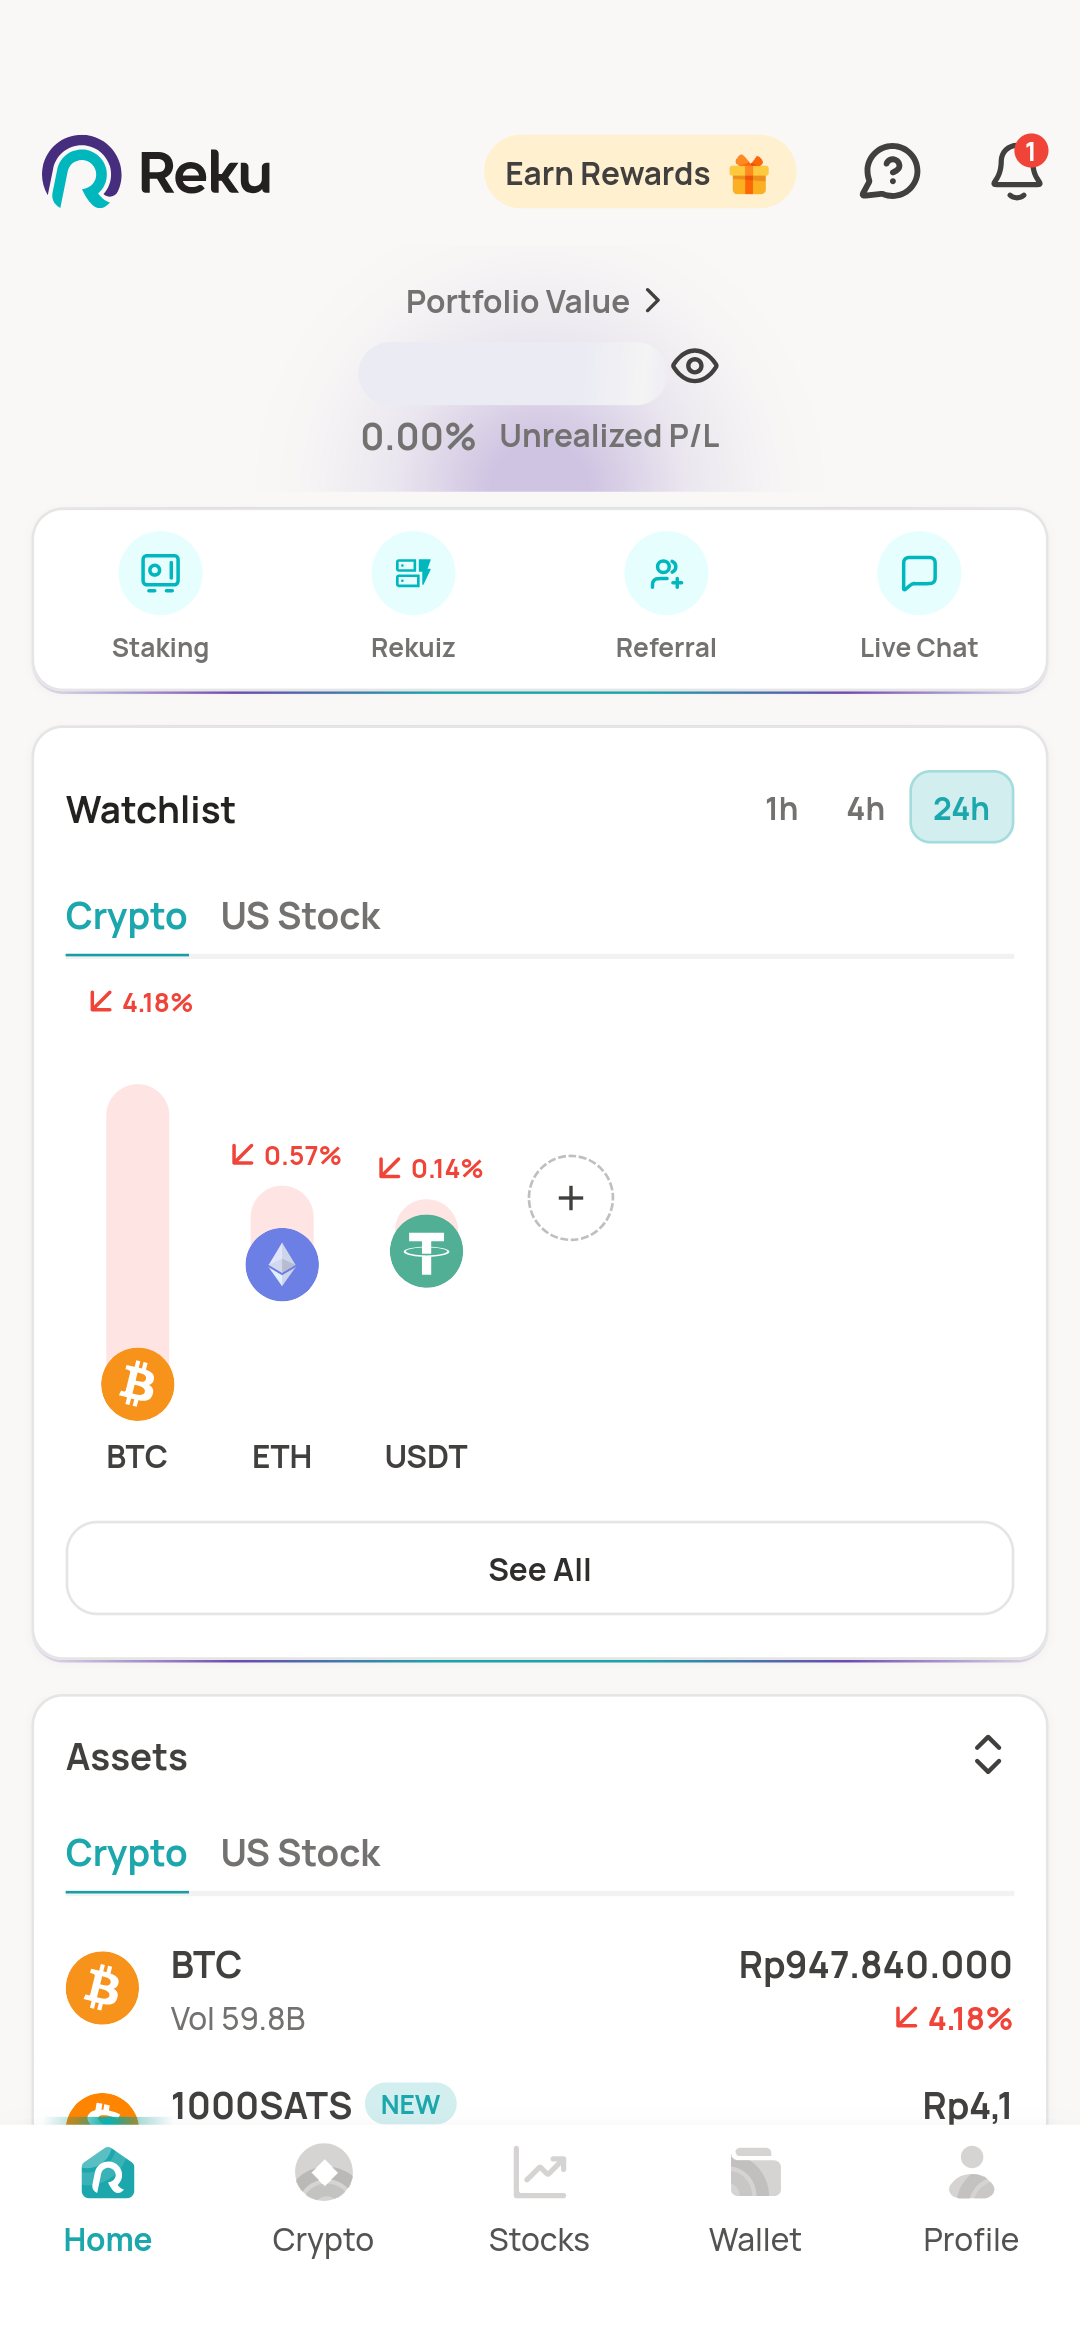 Reku
Earn Rewards
1
Portfolio Value
0.00% Unrealized P/L
Staking
Rekuiz
Referral
Live Chat
Watchlist
1h
4h
24h
Crypto
US Stock
4.18%
0.57%
0.14%
BTC
ETH
USDT
See All
Assets
Crypto
US Stock
BTC
Rp947.840.000
Vol 59.8B
4.18%
1000SATS
NEW
Rp4,1
Home
Crypto
Stocks
Wallet
Profile